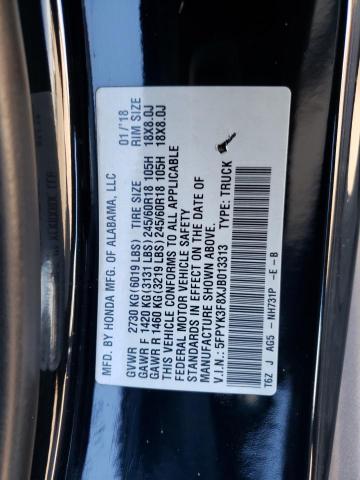 MFD. BY HONDA MFG. OF ALABAMA, LLC 01/'18
GVWR 2730 KG(6019 LBS) TIRE SIZE RIM SIZE
GAWR F 1420 KG(3131 LBS) 245/60R18 105H 18X8.0J
GAWR R 1460 KG(3219 LBS) 245/60R18 105H 18X8.0J
THIS VEHICLE CONFORMS TO ALL APPLICABLE
FEDERAL MOTOR VEHICLE SAFETY
STANDARDS IN EFFECT ON THE DATE OF
MANUFACTURE SHOWN ABOVE.
V.I.N.: 5FPYK3F8XJB013313 TYPE: TRUCK
T6Z J AG5 -NH731P -E -B